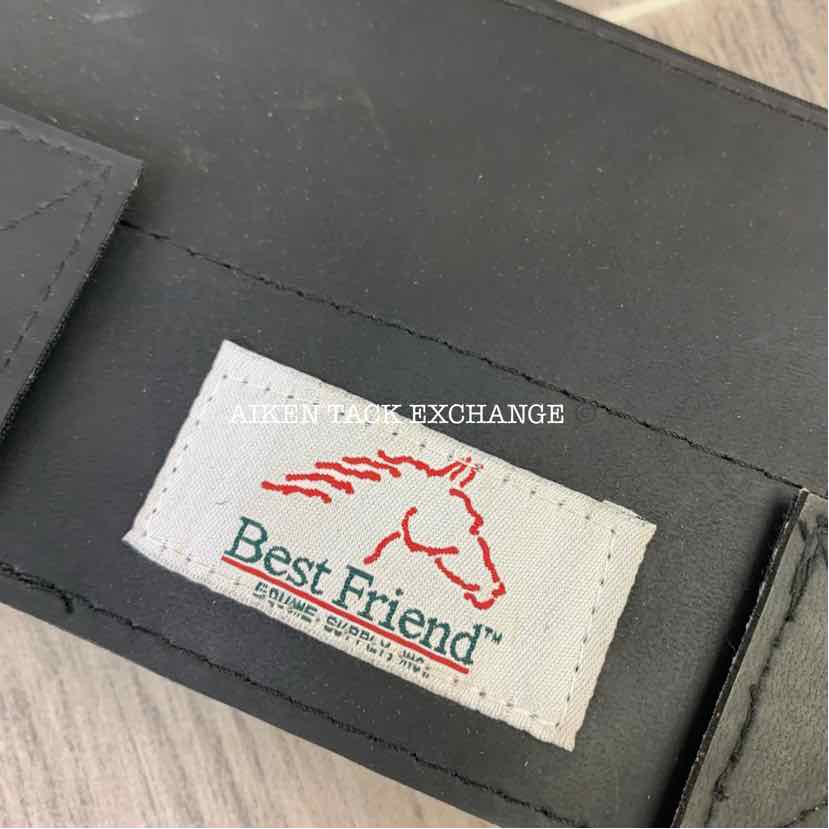 AIKEN TACK EXCHANGE ©
Best Friend™
EQUINE SUPPLY, INC.